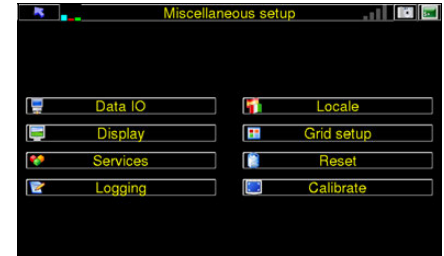 Miscellaneous setup
Data IO
Locale
Display
Grid setup
Services
Reset
Logging
Calibrate